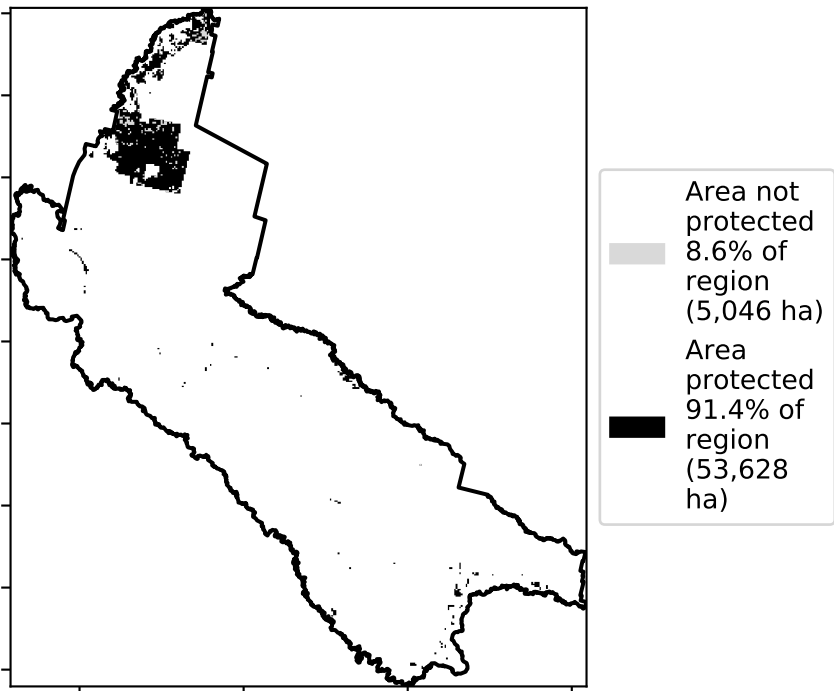 Area not
protected
8.6% of
region
(5,046 ha)
Area
protected
91.4% of
region
(53,628
ha)